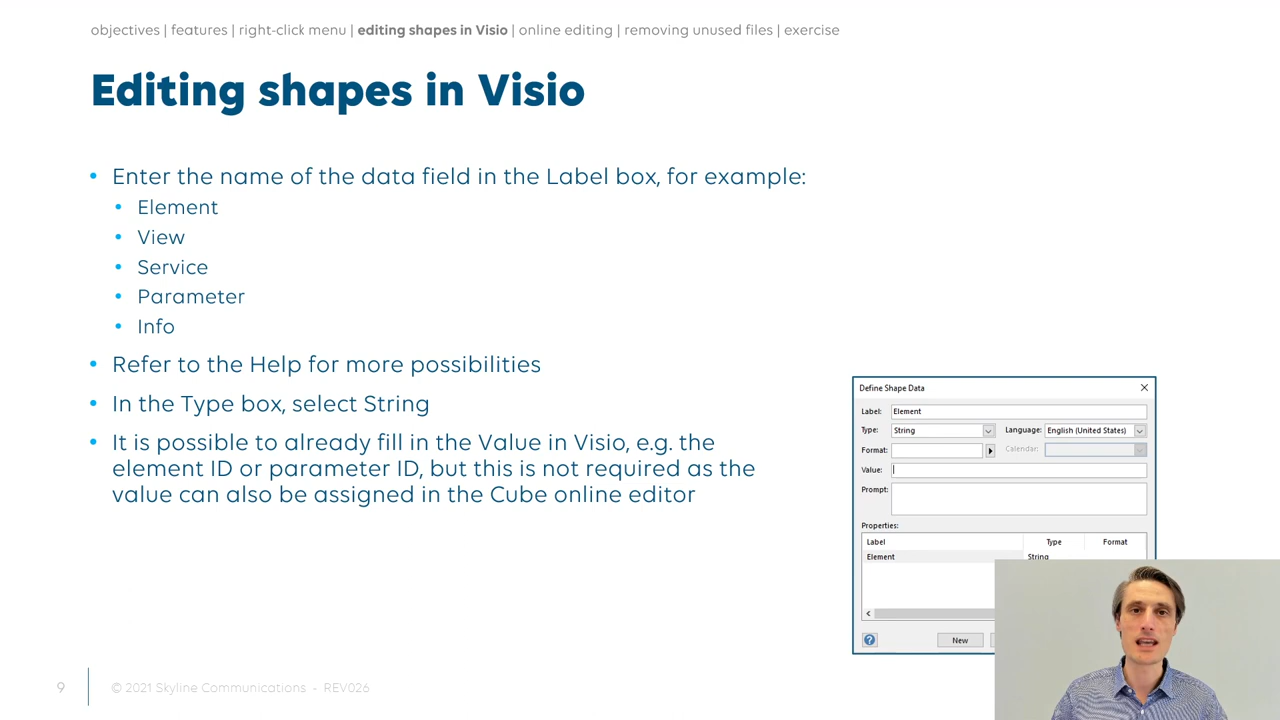 objectives | features | right-click menu | editing shapes in Visio | online editing | removing unused files | exercise
Editing shapes in Visio
• Enter the name of the data field in the Label box, for example:
• Element
• View
• Service
• Parameter
• Info
• Refer to the Help for more possibilities
• In the Type box, select String
• It is possible to already fill in the Value in Visio, e.g. the
element ID or parameter ID, but this is not required as the
value can also be assigned in the Cube online editor
Define Shape Data
Label: Element
Type: String Language: English (United States)
Format: Calendar:
Value:
Prompt:
Properties:
Label Type Format
Element String
New
9 © 2021 Skyline Communications - REV026